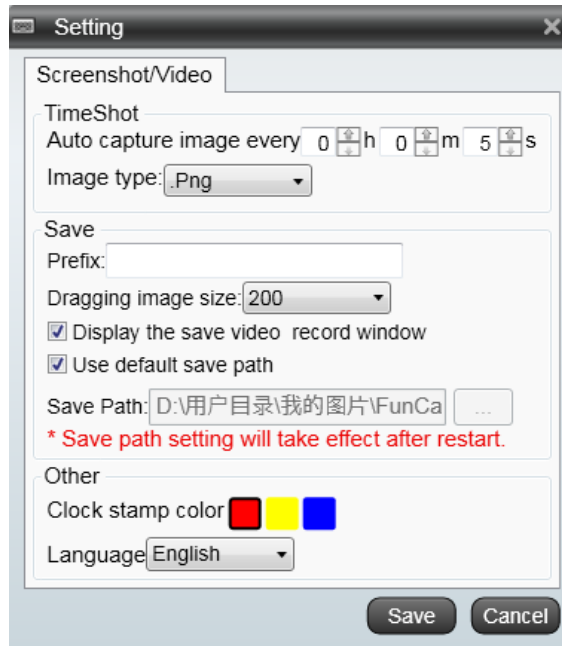 Setting
Screenshot/Video
TimeShot
Auto capture image every 0 h 0 m 5 s
Image type: .Png
Save
Prefix:
Dragging image size: 200
Display the save video record window
Use default save path
Save Path: D:\用户目录\我的图片\FunCa ...
* Save path setting will take effect after restart.
Other
Clock stamp color
Language English
Save Cancel